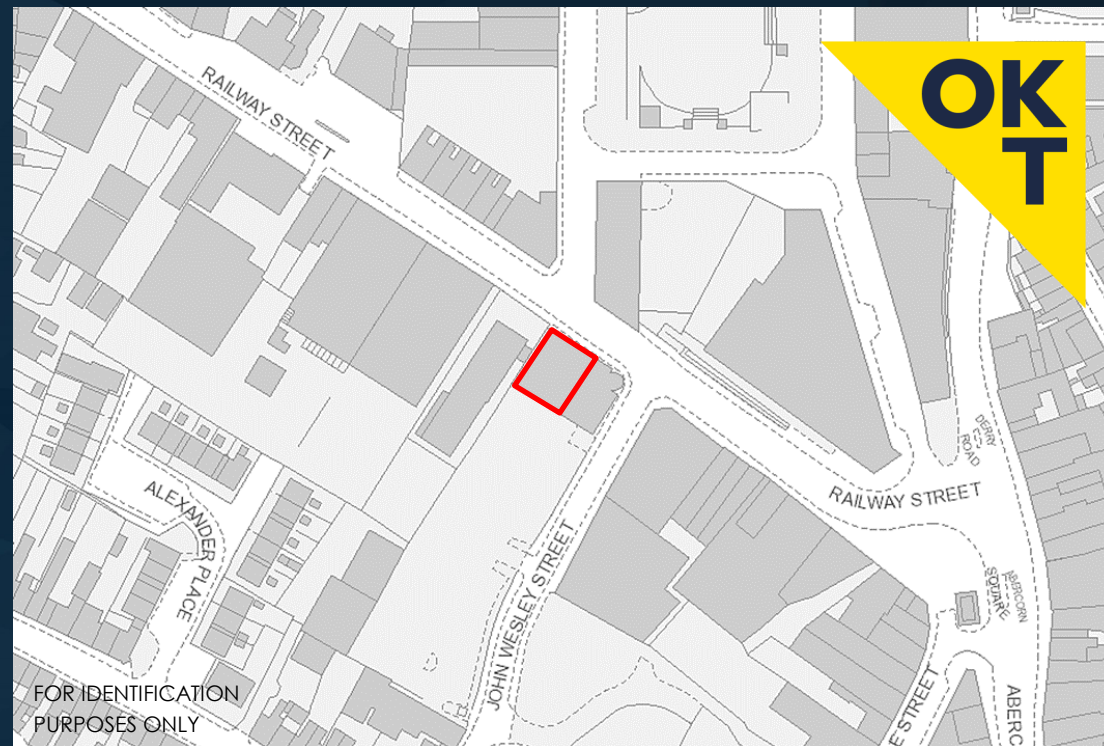 RAILWAY STREET
OK
T
DERRY
ROAD
RAILWAY STREET
ALEXANDER PLACE
ABERCORN
SQUARE
JOHN WESLEY STREET
FOR IDENTIFICATION
PURPOSES ONLY
E STREET
ABERC